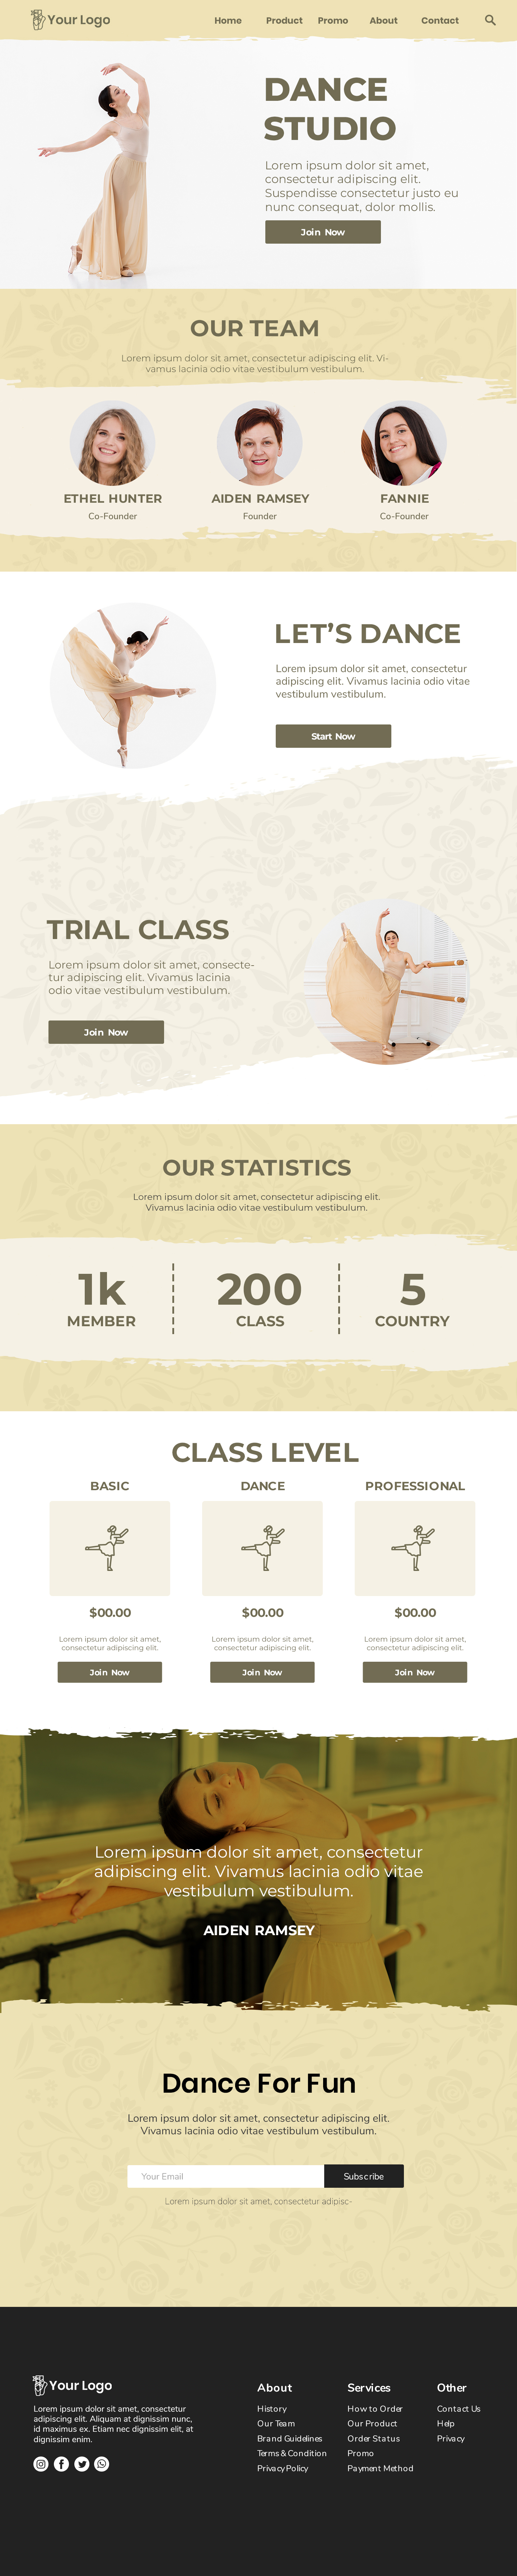 Your Logo
Home Product Promo About Contact
DANCE
STUDIO
Lorem ipsum dolor sit amet,
consectetur adipiscing elit.
Suspendisse consectetur justo eu
nunc consequat, dolor mollis.
Join Now
OUR TEAM
Lorem ipsum dolor sit amet, consectetur adipiscing elit. Vi-
vamus lacinia odio vitae vestibulum vestibulum.
ETHEL HUNTER
Co-Founder
AIDEN RAMSEY
Founder
FANNIE
Co-Founder
LET'S DANCE
Lorem ipsum dolor sit amet, consectetur
adipiscing elit. Vivamus lacinia odio vitae
vestibulum vestibulum.
Start Now
TRIAL CLASS
Lorem ipsum dolor sit amet, consecte-
tur adipiscing elit. Vivamus lacinia
odio vitae vestibulum vestibulum.
Join Now
OUR STATISTICS
Lorem ipsum dolor sit amet, consectetur adipiscing elit.
Vivamus lacinia odio vitae vestibulum vestibulum.
1k
MEMBER
200
CLASS
5
COUNTRY
CLASS LEVEL
BASIC
$00.00
Lorem ipsum dolor sit amet,
consectetur adipiscing elit.
Join Now
DANCE
$00.00
Lorem ipsum dolor sit amet,
consectetur adipiscing elit.
Join Now
PROFESSIONAL
$00.00
Lorem ipsum dolor sit amet,
consectetur adipiscing elit.
Join Now
Lorem ipsum dolor sit amet, consectetur
adipiscing elit. Vivamus lacinia odio vitae
vestibulum vestibulum.
AIDEN RAMSEY
Dance For Fun
Lorem ipsum dolor sit amet, consectetur adipiscing elit.
Vivamus lacinia odio vitae vestibulum vestibulum.
Your Email
Subscribe
Lorem ipsum dolor sit amet, consectetur adipisc-
Your Logo
Lorem ipsum dolor sit amet, consectetur
adipiscing elit. Aliquam at dignissim nunc,
id maximus ex. Etiam nec dignissim elit, at
dignissim enim.
About
History
Our Team
Brand Guidelines
Terms & Condition
Privacy Policy
Services
How to Order
Our Product
Order Status
Promo
Payment Method
Other
Contact Us
Help
Privacy